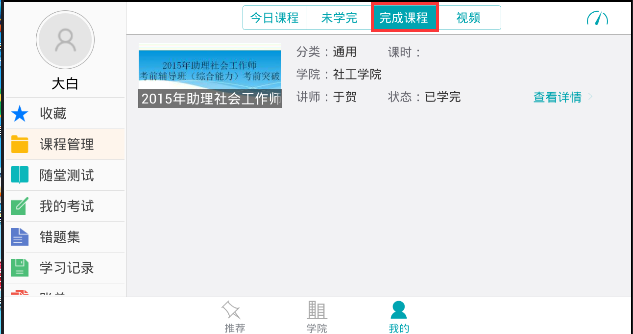 今日课程 未学完 完成课程 视频
大白
收藏
课程管理
随堂测试
我的考试
错题集
学习记录
2015年助理社会工作师
考前辅导班（综合能力）考前突破
2015年助理社会工作师
分类：通用 课时：
学院：社工学院
讲师：于贺 状态：已学完 查看详情
推荐 学院 我的